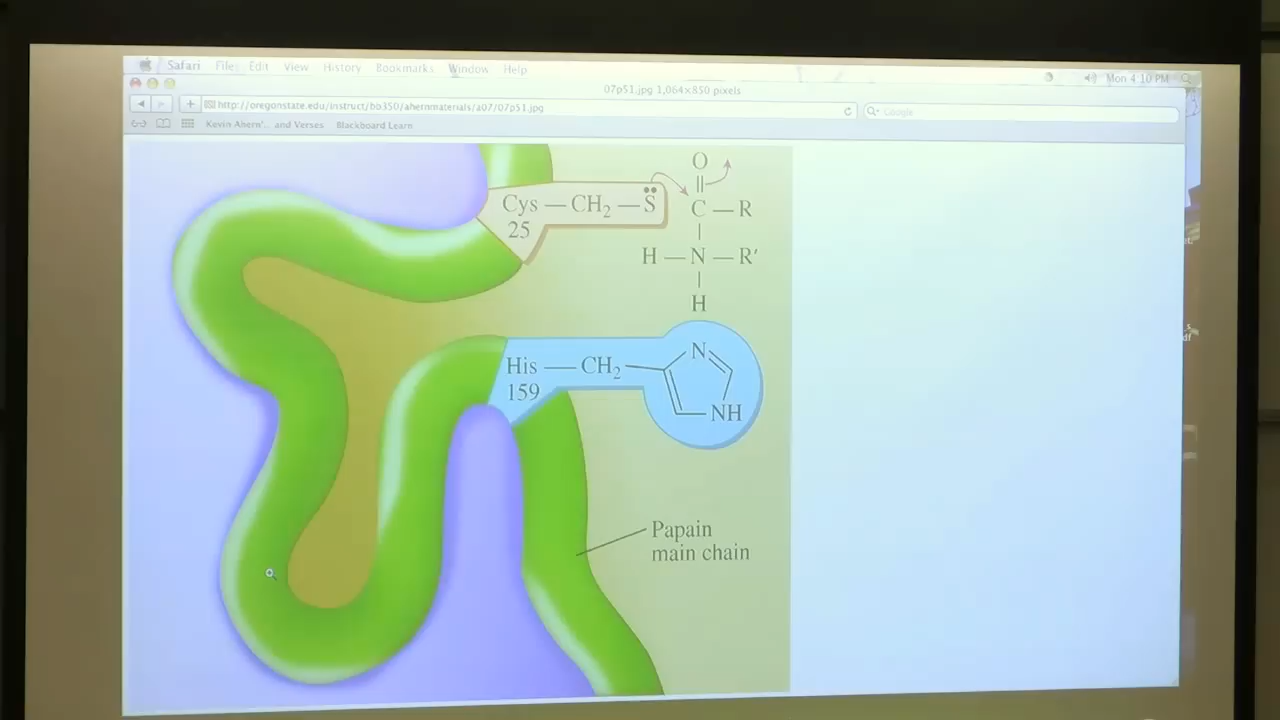 Safari File Edit View History Bookmarks Window Help
Mon 4:10 PM
07p51.jpg 1,064×850 pixels
http://oregonstate.edu/instruct/bb350/ahernmaterials/a07/07p51.jpg
Google
Kevin Ahern'... and Verses Blackboard Learn
O
Cys — CH2 — S
C — R
25
H — N — R'
H
His — CH2
N
159
NH
Papain
main chain